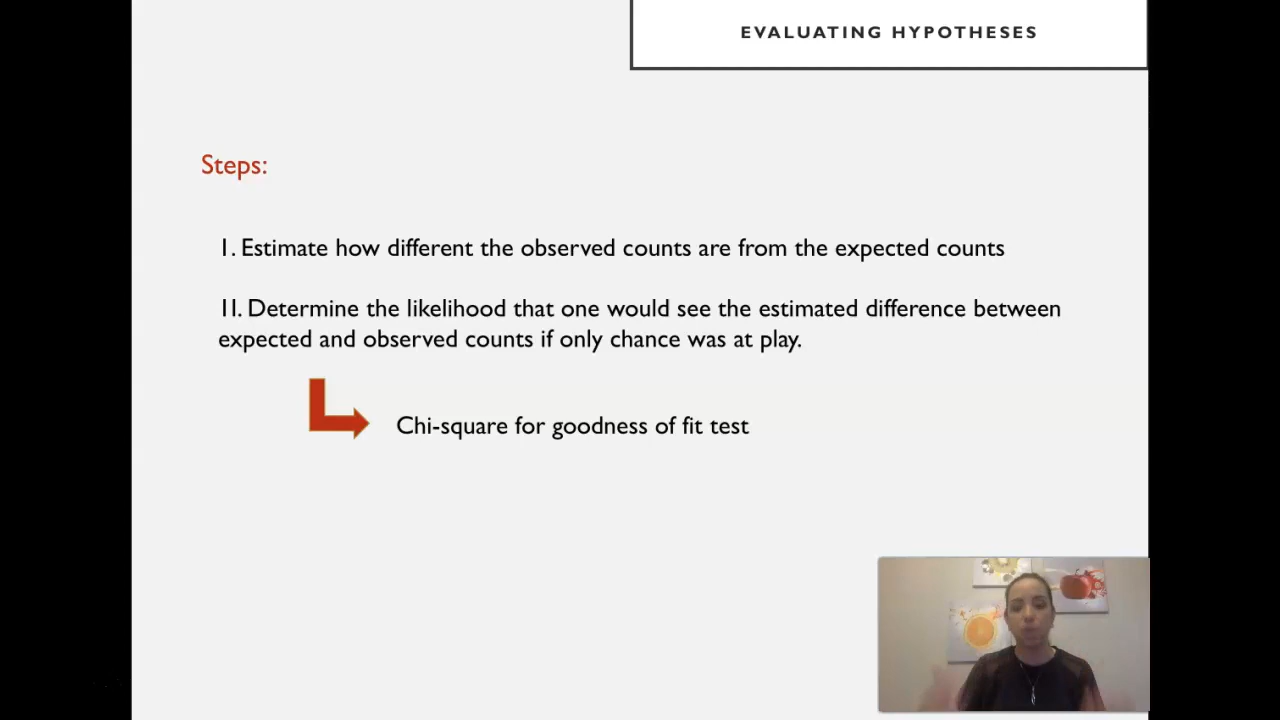 EVALUATING HYPOTHESES
Steps:
I. Estimate how different the observed counts are from the expected counts
II. Determine the likelihood that one would see the estimated difference between
expected and observed counts if only chance was at play.
Chi-square for goodness of fit test